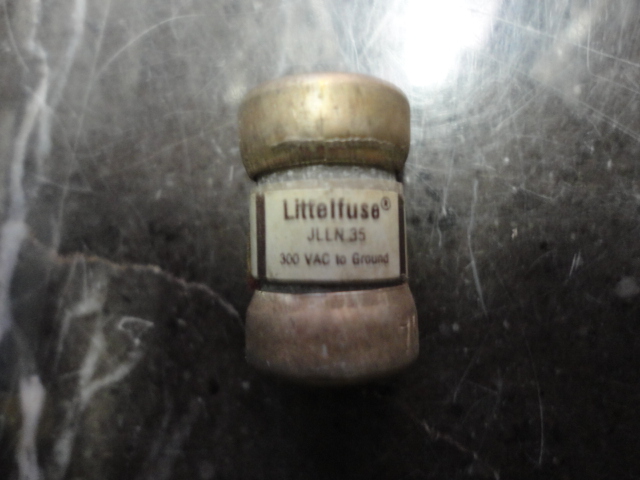 Littelfuse®
JLLN 35
300 VAC to Ground